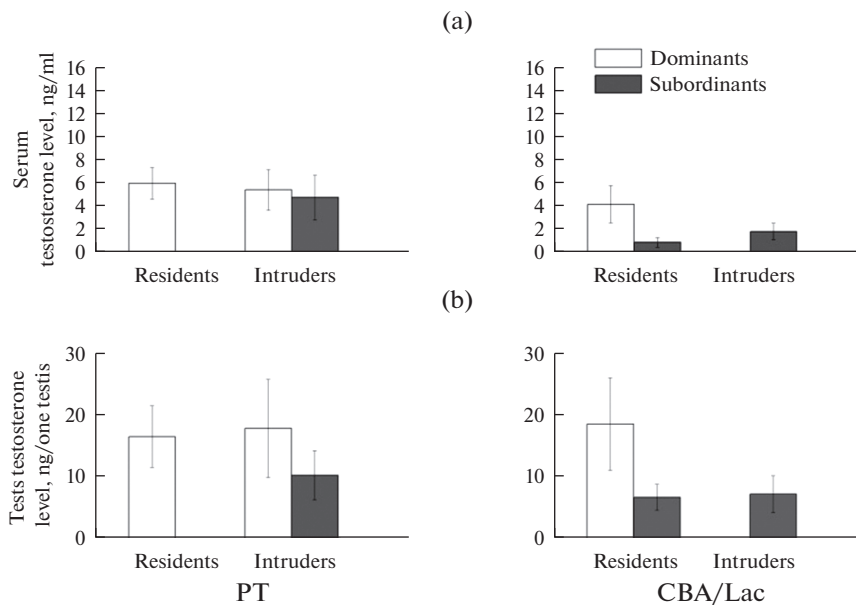 (a)
Dominants
Subordinants
Serum
testosterone level, ng/ml
16
14
12
10
8
6
4
2
0
Residents Intruders
16
14
12
10
8
6
4
2
0
Residents Intruders
(b)
Tests testosterone
level, ng/one testis
30
20
10
0
Residents Intruders
PT
30
20
10
0
Residents Intruders
CBA/Lac